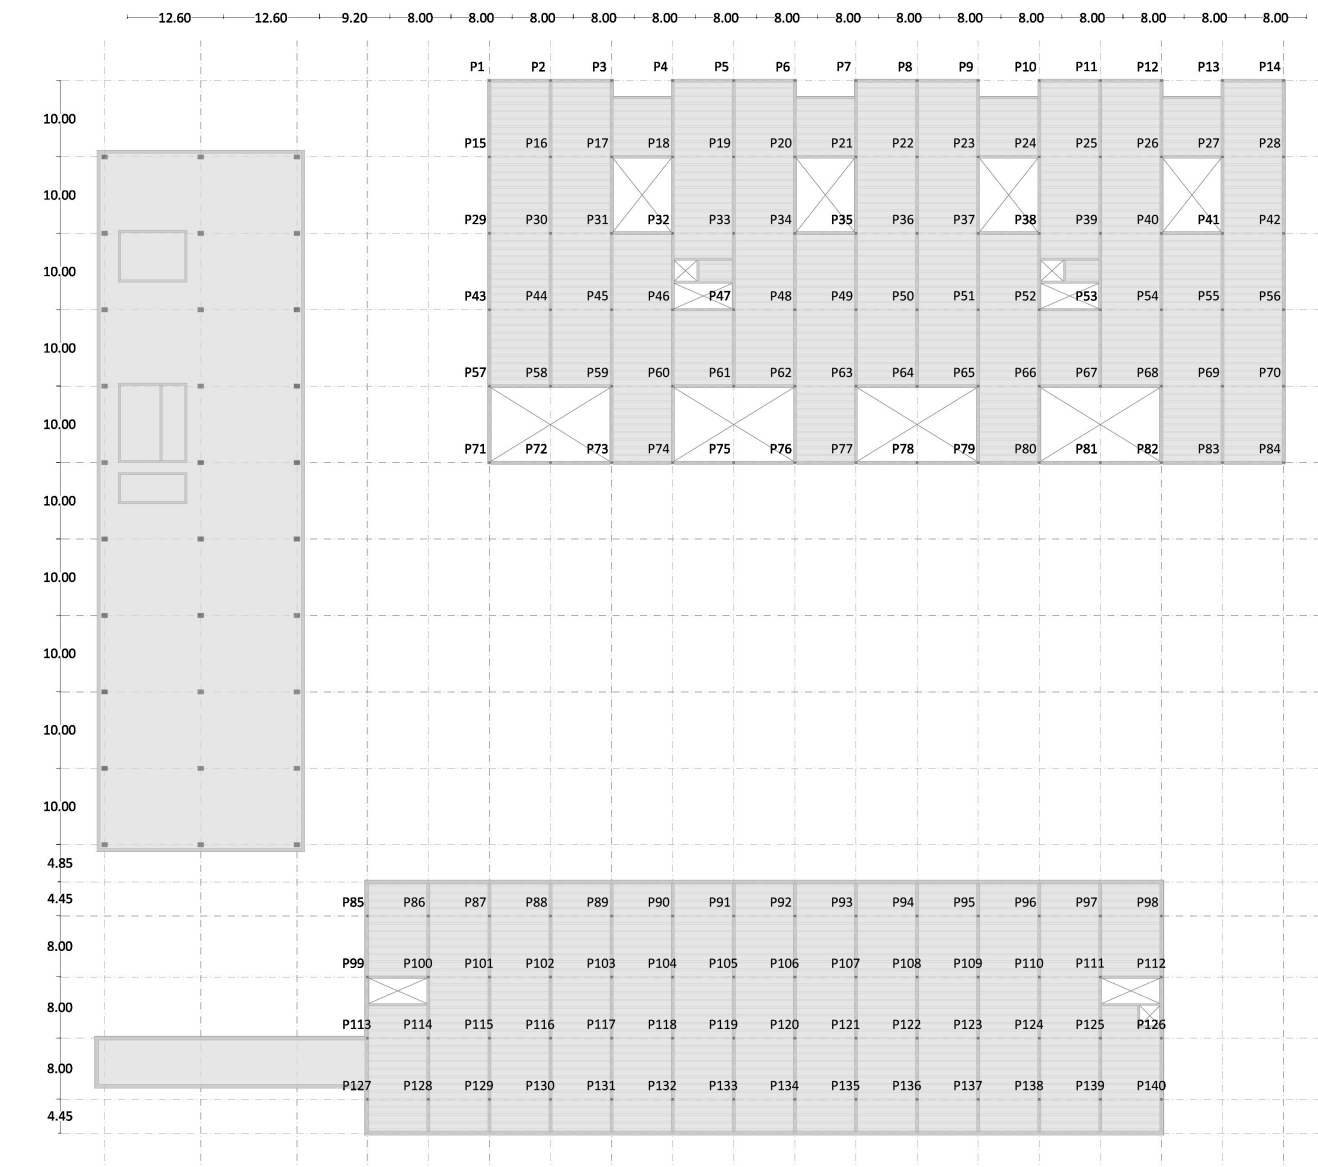 12.60 12.60 9.20 8.00 8.00 8.00 8.00 8.00 8.00 8.00 8.00 8.00 8.00 8.00 8.00 8.00 8.00 8.00
P1 P2 P3 P4 P5 P6 P7 P8 P9 P10 P11 P12 P13 P14
10.00
P15 P16 P17 P18 P19 P20 P21 P22 P23 P24 P25 P26 P27 P28
10.00
P29 P30 P31 P32 P33 P34 P35 P36 P37 P38 P39 P40 P41 P42
10.00
P43 P44 P45 P46 P47 P48 P49 P50 P51 P52 P53 P54 P55 P56
10.00
P57 P58 P59 P60 P61 P62 P63 P64 P65 P66 P67 P68 P69 P70
10.00
P71 P72 P73 P74 P75 P76 P77 P78 P79 P80 P81 P82 P83 P84
10.00
10.00
10.00
10.00
10.00
4.85
4.45
P85 P86 P87 P88 P89 P90 P91 P92 P93 P94 P95 P96 P97 P98
8.00
P99 P100 P101 P102 P103 P104 P105 P106 P107 P108 P109 P110 P111 P112
8.00
P113 P114 P115 P116 P117 P118 P119 P120 P121 P122 P123 P124 P125 P126
8.00
P127 P128 P129 P130 P131 P132 P133 P134 P135 P136 P137 P138 P139 P140
4.45